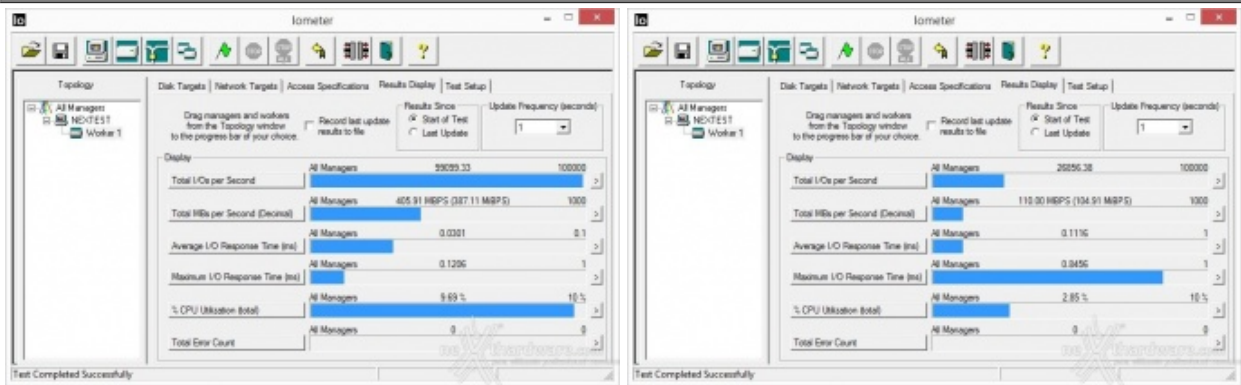 Iometer
Topology
All Managers
NEXTEST
Worker 1
Disk Targets | Network Targets | Access Specifications | Results Display | Test Setup
Drag managers and workers
from the Topology window
to the progress bar of your choice.
Record last update
results to file
Results Since
Start of Test
Last Update
Update Frequency (seconds)
1
Display
All Managers 99099.33 100000
Total I/Os per Second
All Managers 405.91 MBPS (387.11 MiBPS) 1000
Total MBs per Second (Decimal)
All Managers 0.0301 0.1
Average I/O Response Time (ms)
All Managers 0.1206 1
Maximum I/O Response Time (ms)
All Managers 9.69 % 10 %
% CPU Utilization (total)
All Managers 0 0
Total Error Count
Test Completed Successfully
Iometer
Topology
All Managers
NEXTEST
Worker 1
Disk Targets | Network Targets | Access Specifications | Results Display | Test Setup
Drag managers and workers
from the Topology window
to the progress bar of your choice.
Record last update
results to file
Results Since
Start of Test
Last Update
Update Frequency (seconds)
1
Display
All Managers 26856.38 100000
Total I/Os per Second
All Managers 110.00 MBPS (104.91 MiBPS) 1000
Total MBs per Second (Decimal)
All Managers 0.1116 1
Average I/O Response Time (ms)
All Managers 0.8456 1
Maximum I/O Response Time (ms)
All Managers 2.85 % 10 %
% CPU Utilization (total)
All Managers 0 0
Total Error Count
Test Completed Successfully